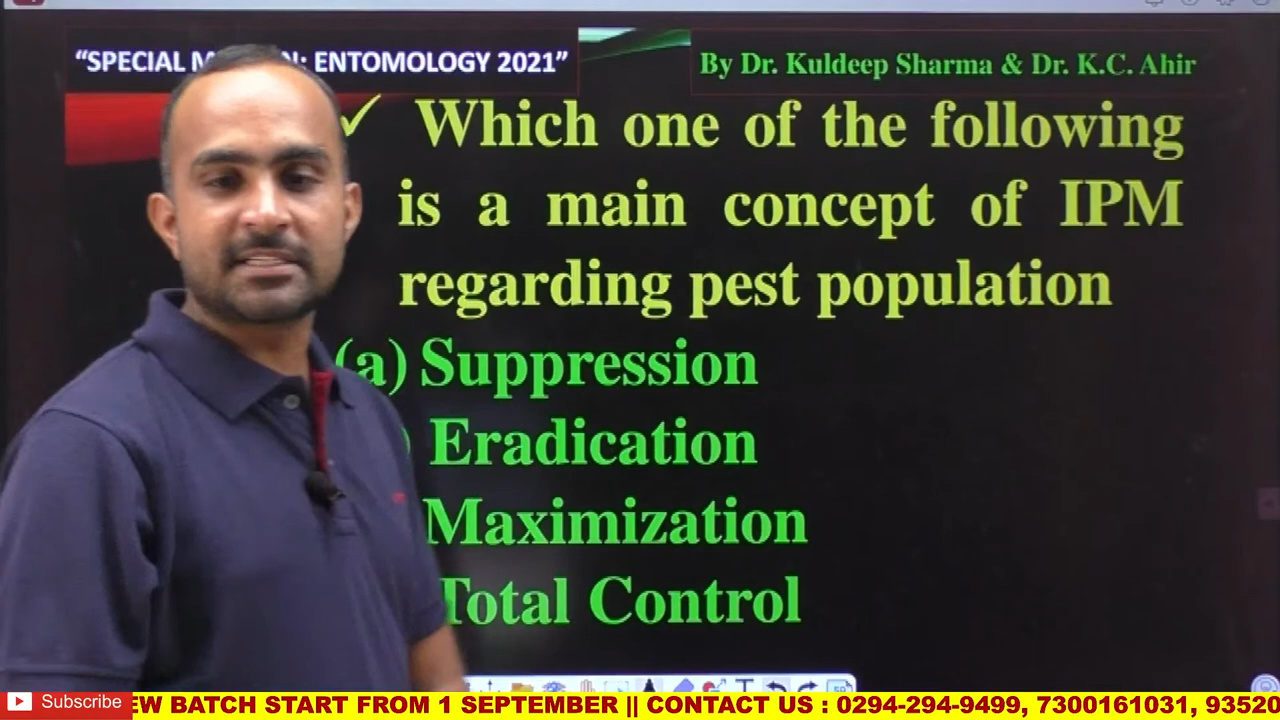 “SPECIAL M N: ENTOMOLOGY 2021”
By Dr. Kuldeep Sharma & Dr. K.C. Ahir
✓ Which one of the following
is a main concept of IPM
regarding pest population
(a) Suppression
) Eradication
Maximization
Total Control
Subscribe
EW BATCH START FROM 1 SEPTEMBER || CONTACT US : 0294-294-9499, 7300161031, 93520